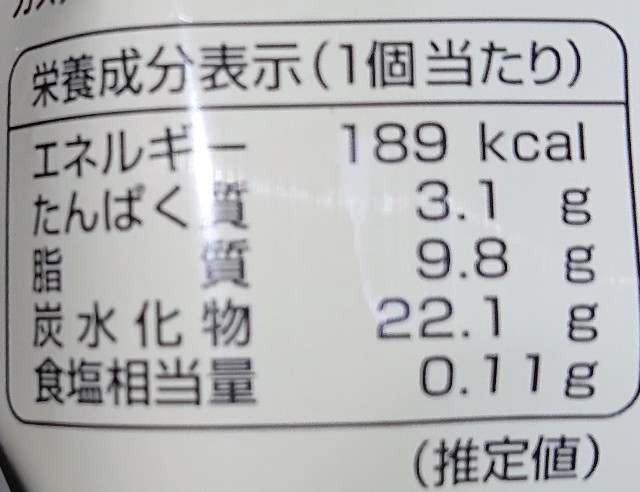 栄養成分表示(1個当たり)
エネルギー 189 kcal
たんぱく質 3.1 g
脂質 9.8 g
炭水化物 22.1 g
食塩相当量 0.11g
(推定値)